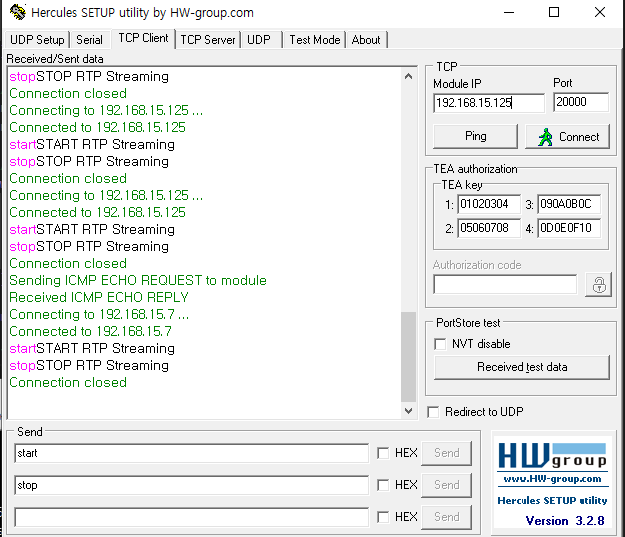 Hercules SETUP utility by HW-group.com
UDP Setup Serial TCP Client TCP Server UDP Test Mode About
Received/Sent data
stopSTOP RTP Streaming
Connection closed
Connecting to 192.168.15.125 ...
Connected to 192.168.15.125
startSTART RTP Streaming
stopSTOP RTP Streaming
Connection closed
Connecting to 192.168.15.125 ...
Connected to 192.168.15.125
startSTART RTP Streaming
stopSTOP RTP Streaming
Connection closed
Sending ICMP ECHO REQUEST to module
Received ICMP ECHO REPLY
Connecting to 192.168.15.7 ...
Connected to 192.168.15.7
startSTART RTP Streaming
stopSTOP RTP Streaming
Connection closed
TCP
Module IP Port
192.168.15.125 20000
Ping Connect
TEA authorization
TEA key
1: 01020304 3: 090A0B0C
2: 05060708 4: 0D0E0F10
Authorization code
PortStore test
NVT disable
Received test data
Redirect to UDP
Send
start HEX Send
stop HEX Send
HEX Send
HW group
www.HW-group.com
Hercules SETUP utility
Version 3.2.8